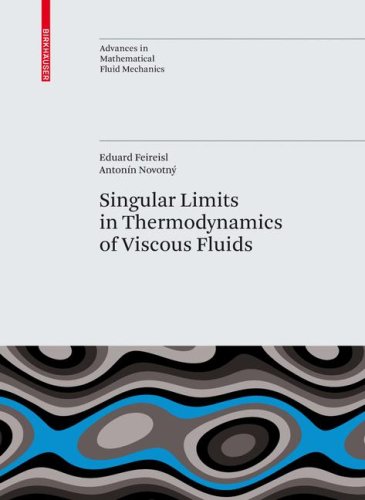 BIRKHÄUSER
Advances in
Mathematical
Fluid Mechanics
Eduard Feireisl
Antonín Novotný
Singular Limits
in Thermodynamics
of Viscous Fluids